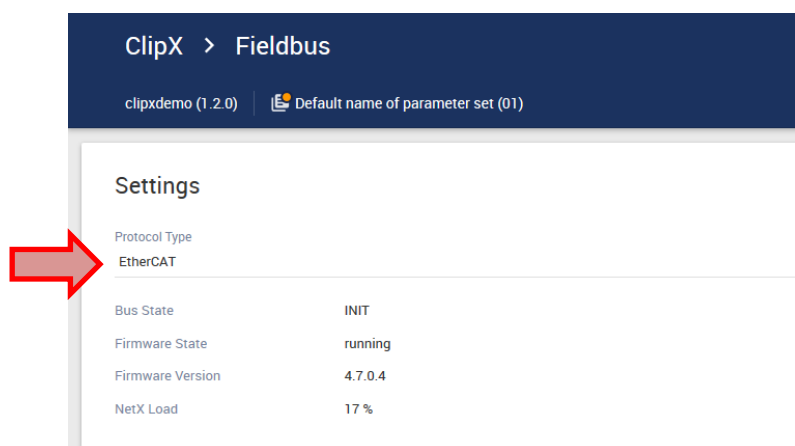 ClipX > Fieldbus
clipxdemo (1.2.0) Default name of parameter set (01)
Settings
Protocol Type
EtherCAT
Bus State INIT
Firmware State running
Firmware Version 4.7.0.4
NetX Load 17 %